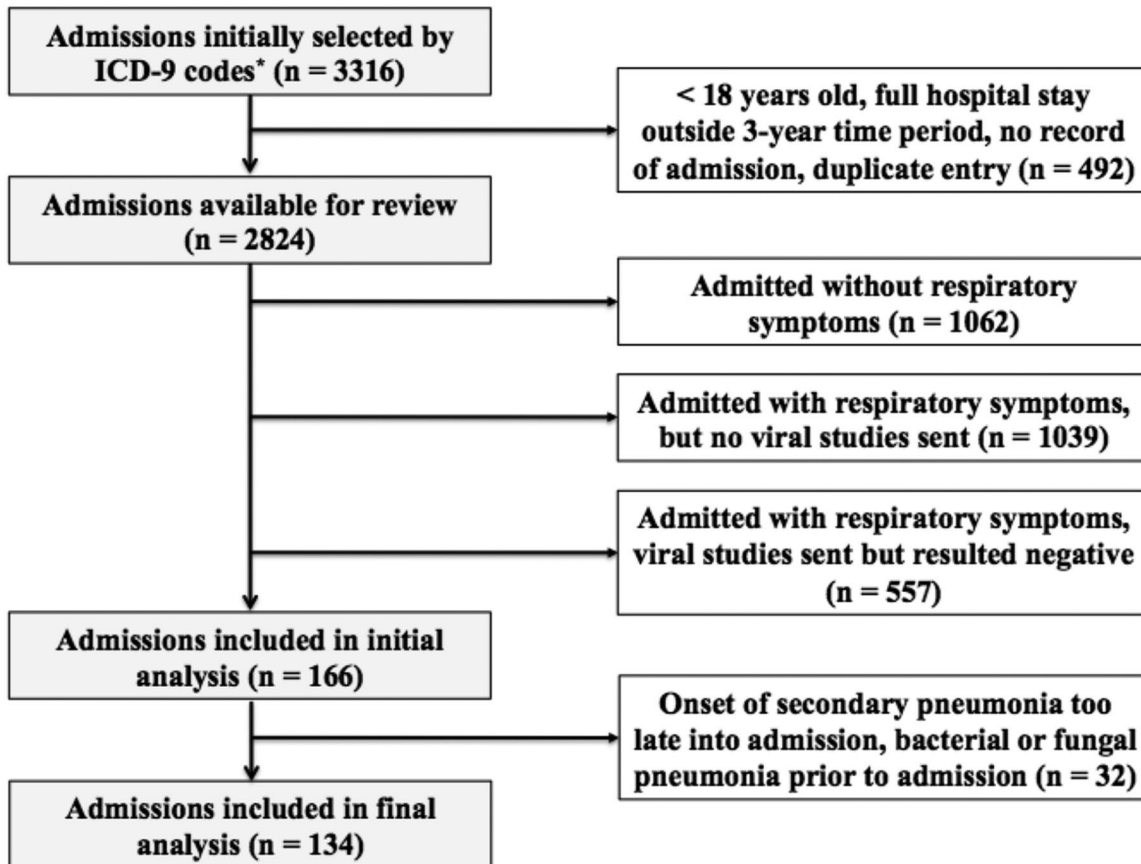 Admissions initially selected by
ICD-9 codes* (n = 3316)
< 18 years old, full hospital stay
outside 3-year time period, no record
of admission, duplicate entry (n = 492)
Admissions available for review
(n = 2824)
Admitted without respiratory
symptoms (n = 1062)
Admitted with respiratory symptoms,
but no viral studies sent (n = 1039)
Admitted with respiratory symptoms,
viral studies sent but resulted negative
(n = 557)
Admissions included in initial
analysis (n = 166)
Onset of secondary pneumonia too
late into admission, bacterial or fungal
pneumonia prior to admission (n = 32)
Admissions included in final
analysis (n = 134)